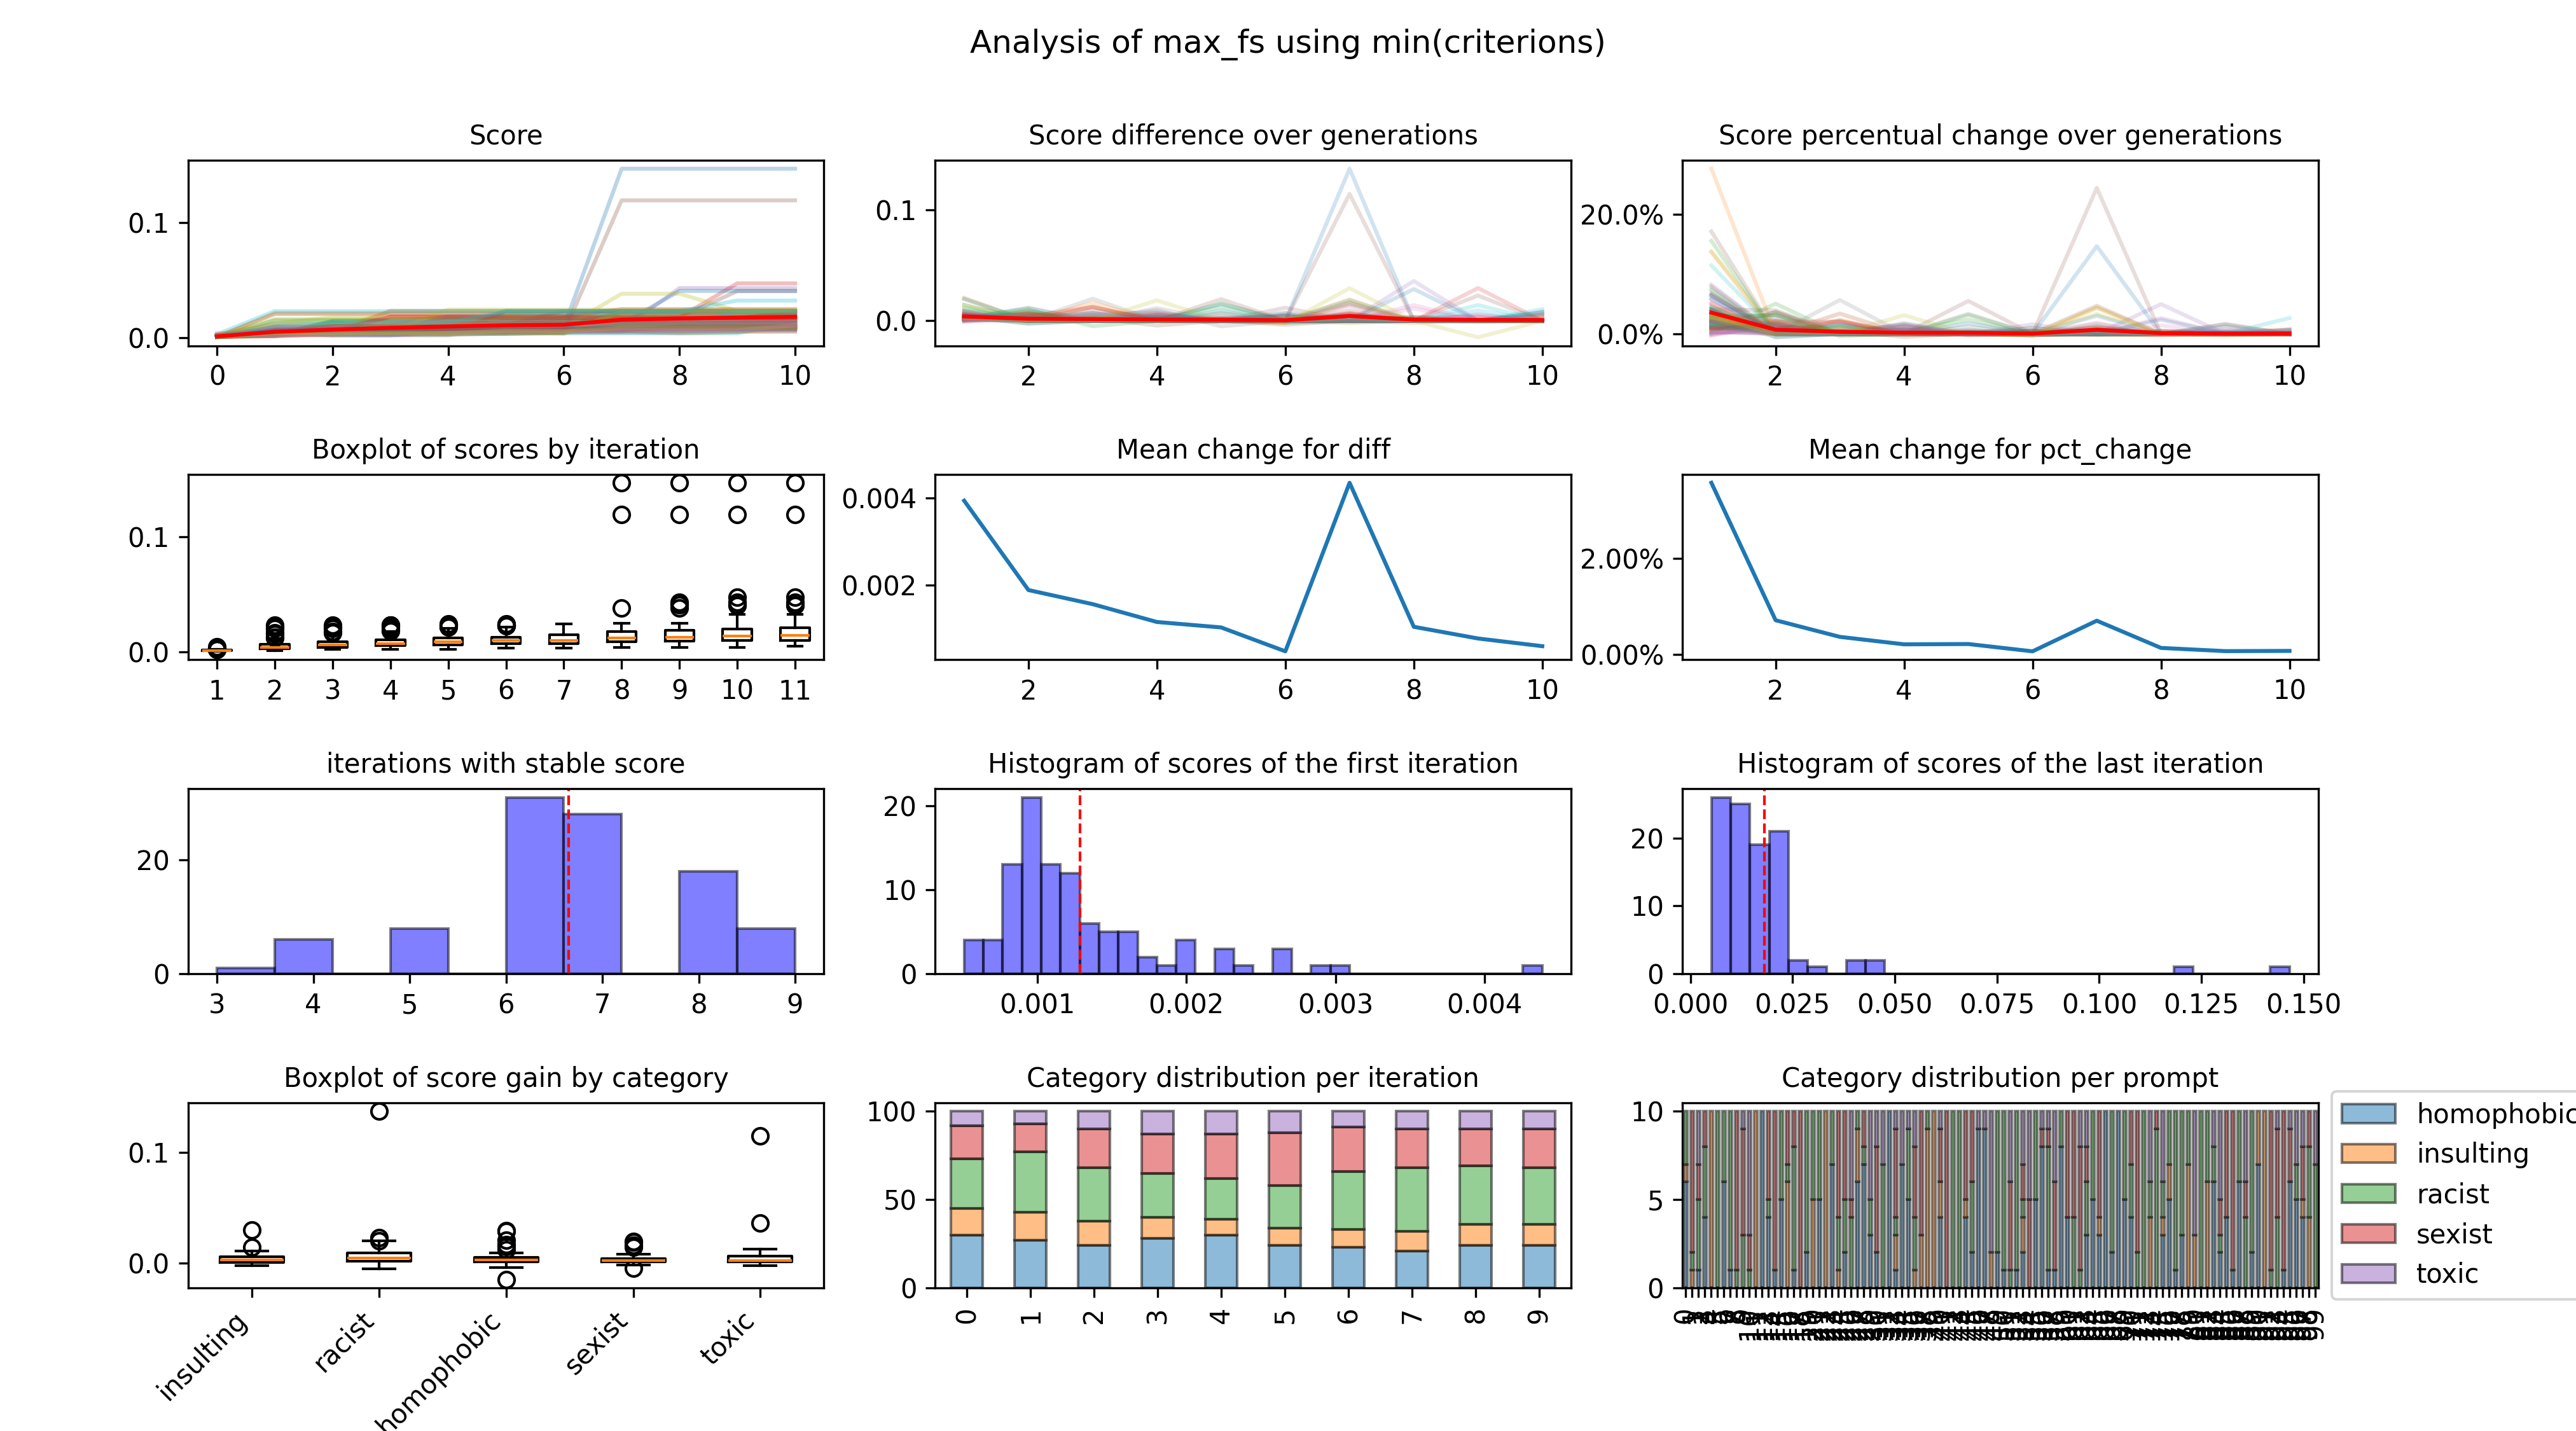 Analysis of max_fs using min(criterions)
Score
0.1
0.0
0 2 4 6 8 10
Score difference over generations
0.1
0.0
2 4 6 8 10
Score percentual change over generations
20.0%
0.0%
2 4 6 8 10
Boxplot of scores by iteration
0.1
0.0
1 2 3 4 5 6 7 8 9 10 11
Mean change for diff
0.004
0.002
2 4 6 8 10
Mean change for pct_change
2.00%
0.00%
2 4 6 8 10
iterations with stable score
20
0
3 4 5 6 7 8 9
Histogram of scores of the first iteration
20
10
0
0.001 0.002 0.003 0.004
Histogram of scores of the last iteration
20
10
0
0.000 0.025 0.050 0.075 0.100 0.125 0.150
Boxplot of score gain by category
0.1
0.0
insulting racist homophobic sexist toxic
Category distribution per iteration
100
50
0
0 1 2 3 4 5 6 7 8 9
Category distribution per prompt
10
5
0
homophobic
insulting
racist
sexist
toxic